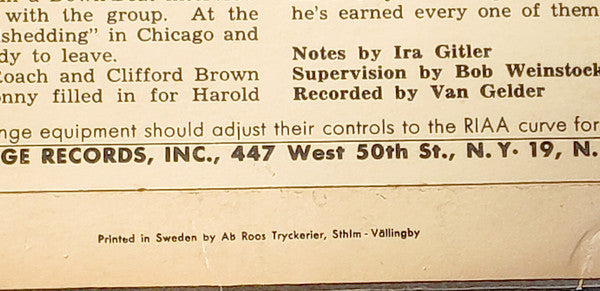 with the group. At the
shedding" in Chicago and
dy to leave.
Coach and Clifford Brown
onny filled in for Harold
he's earned every one of them
Notes by Ira Gitler
Supervision by Bob Weinstock
Recorded by Van Gelder
nge equipment should adjust their controls to the RIAA curve for
GE RECORDS, INC., 447 West 50th St., N. Y. 19, N.
Printed in Sweden by Ab Roos Tryckerier, Sthlm - Vällingby